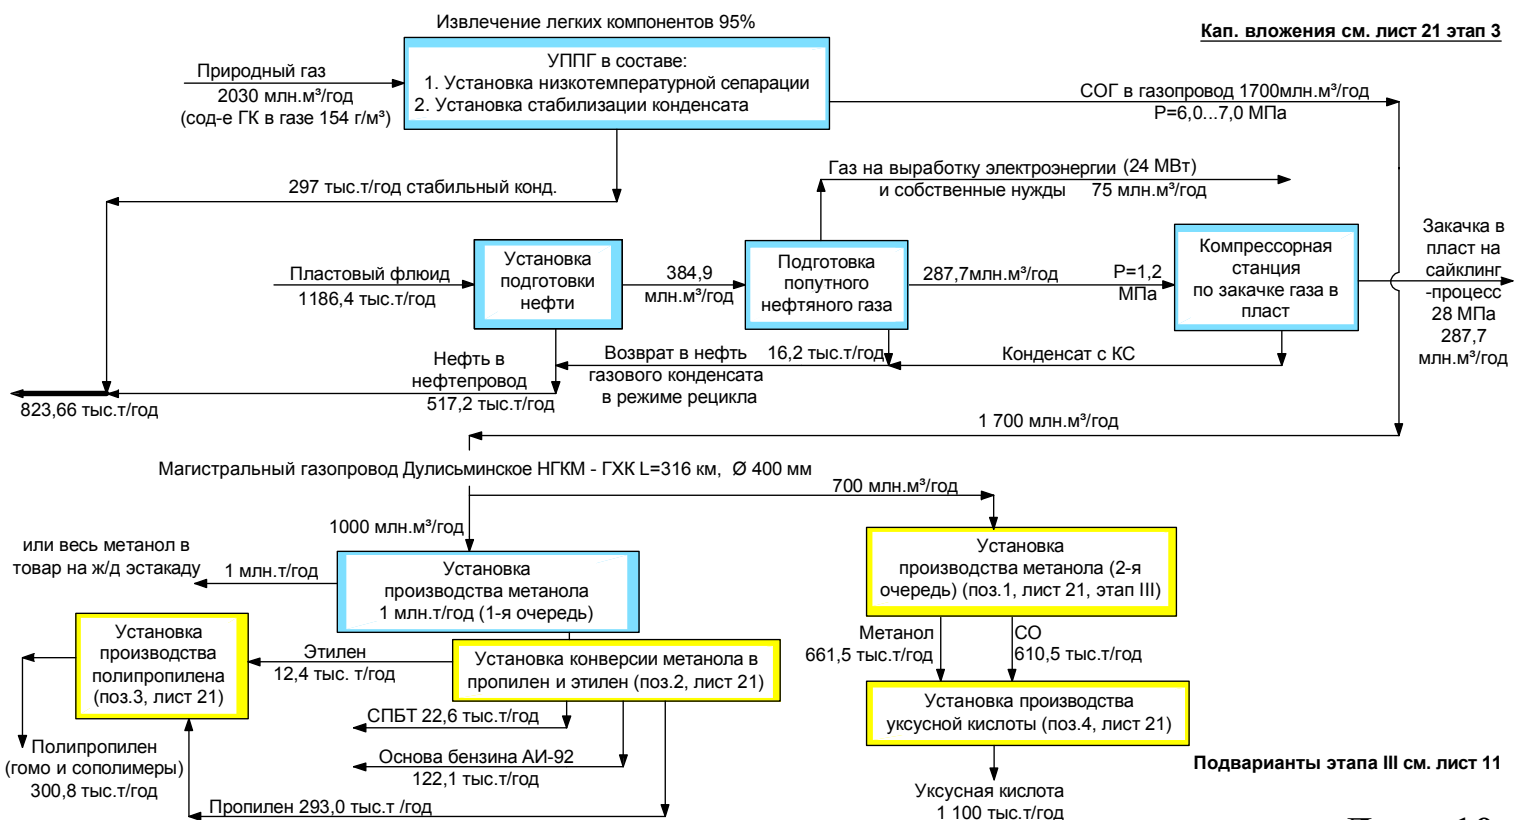 Извлечение легких компонентов 95%
Кап. вложения см. лист 21 этап 3
УППГ в составе:
1. Установка низкотемпературной сепарации
2. Установка стабилизации конденсата
Природный газ
2030 млн.м³/год
(сод-е ГК в газе 154 г/м³)
СОГ в газопровод 1700млн.м³/год
Р=6,0...7,0 МПа
297 тыс.т/год стабильный конд.
Газ на выработку электроэнергии (24 МВт)
и собственные нужды 75 млн.м³/год
Пластовый флюид
1186,4 тыс.т/год
Установка
подготовки
нефти
384,9
млн.м³/год
Подготовка
попутного
нефтяного газа
287,7млн.м³/год
Р=1,2
МПа
Компрессорная
станция
по закачке газа в
пласт
Закачка в
пласт на
сайклинг
-процесс
28 МПа
287,7
млн.м³/год
Нефть в
нефтепровод
517,2 тыс.т/год
Возврат в нефть
газового конденсата
в режиме рецикла
16,2 тыс.т/год
Конденсат с КС
823,66 тыс.т/год
1 700 млн.м³/год
Магистральный газопровод Дулисьминское НГКМ - ГХК L=316 км, Ø 400 мм
700 млн.м³/год
1000 млн.м³/год
или весь метанол в
товар на ж/д эстакаду
1 млн.т/год
Установка
производства метанола
1 млн.т/год (1-я очередь)
Установка
производства метанола (2-я
очередь) (поз.1, лист 21, этап III)
Установка
производства
полипропилена
(поз.3, лист 21)
Этилен
12,4 тыс. т/год
Установка конверсии метанола в
пропилен и этилен (поз.2, лист 21)
Метанол
661,5 тыс.т/год
СО
610,5 тыс.т/год
Установка производства
уксусной кислоты (поз.4, лист 21)
СПБТ 22,6 тыс.т/год
Основа бензина АИ-92
122,1 тыс.т/год
Полипропилен
(гомо и сополимеры)
300,8 тыс.т/год
Пропилен 293,0 тыс.т /год
Подварианты этапа III см. лист 11
Уксусная кислота
1 100 тыс.т/год